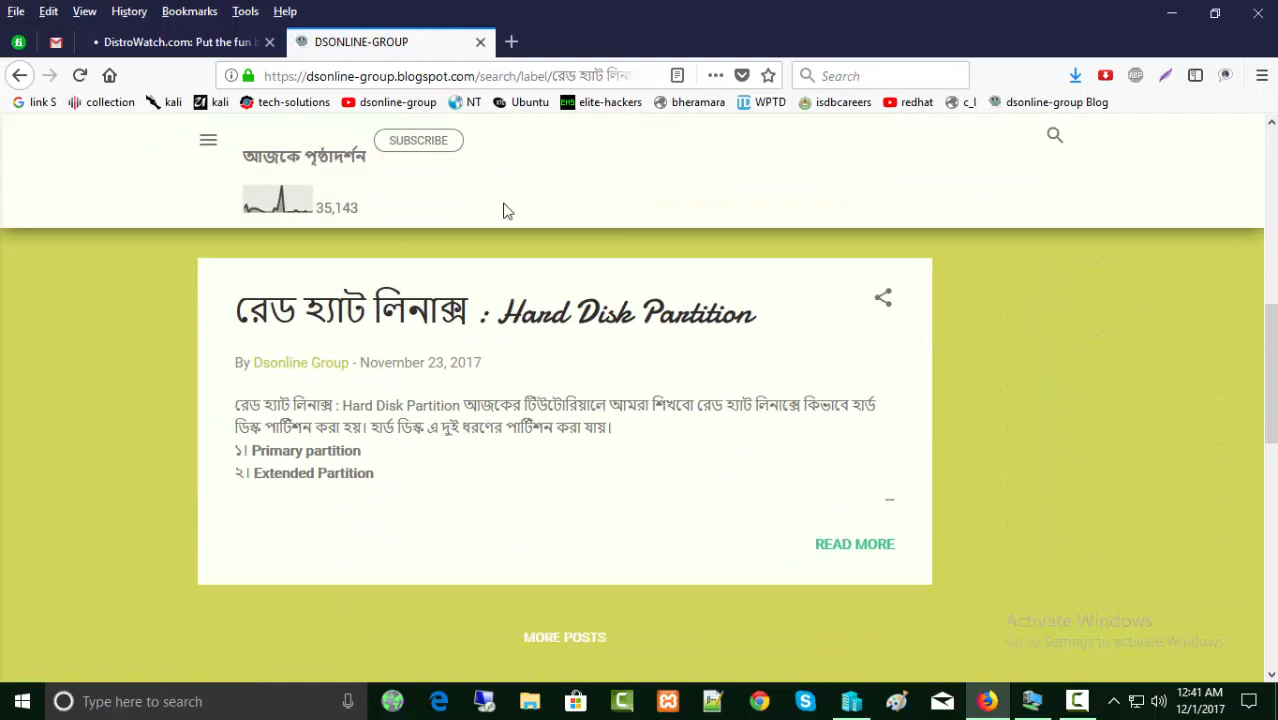 File Edit View History Bookmarks Tools Help
DistroWatch.com: Put the fun
DSONLINE-GROUP
https://dsonline-group.blogspot.com/search/label/রেড হ্যাট লিনা
Search
link S collection kali kali tech-solutions dsonline-group NT Ubuntu elite-hackers bheramara WPTD isdbcareers redhat c_l dsonline-group Blog
SUBSCRIBE
আজকে পৃষ্ঠাদর্শন
35,143
রেড হ্যাট লিনাক্স : Hard Disk Partition
By Dsonline Group - November 23, 2017
রেড হ্যাট লিনাক্স : Hard Disk Partition আজকের টিউটোরিয়ালে আমরা শিখবো রেড হ্যাট লিনাক্সে কিভাবে হার্ড
ডিস্ক পার্টিশন করা হয়। হার্ড ডিস্ক এ দুই ধরণের পার্টিশন করা যায়।
১। Primary partition
২। Extended Partition
...
READ MORE
MORE POSTS
Activate Windows
Go to Settings to activate Windows
Type here to search
12:41 AM
12/1/2017